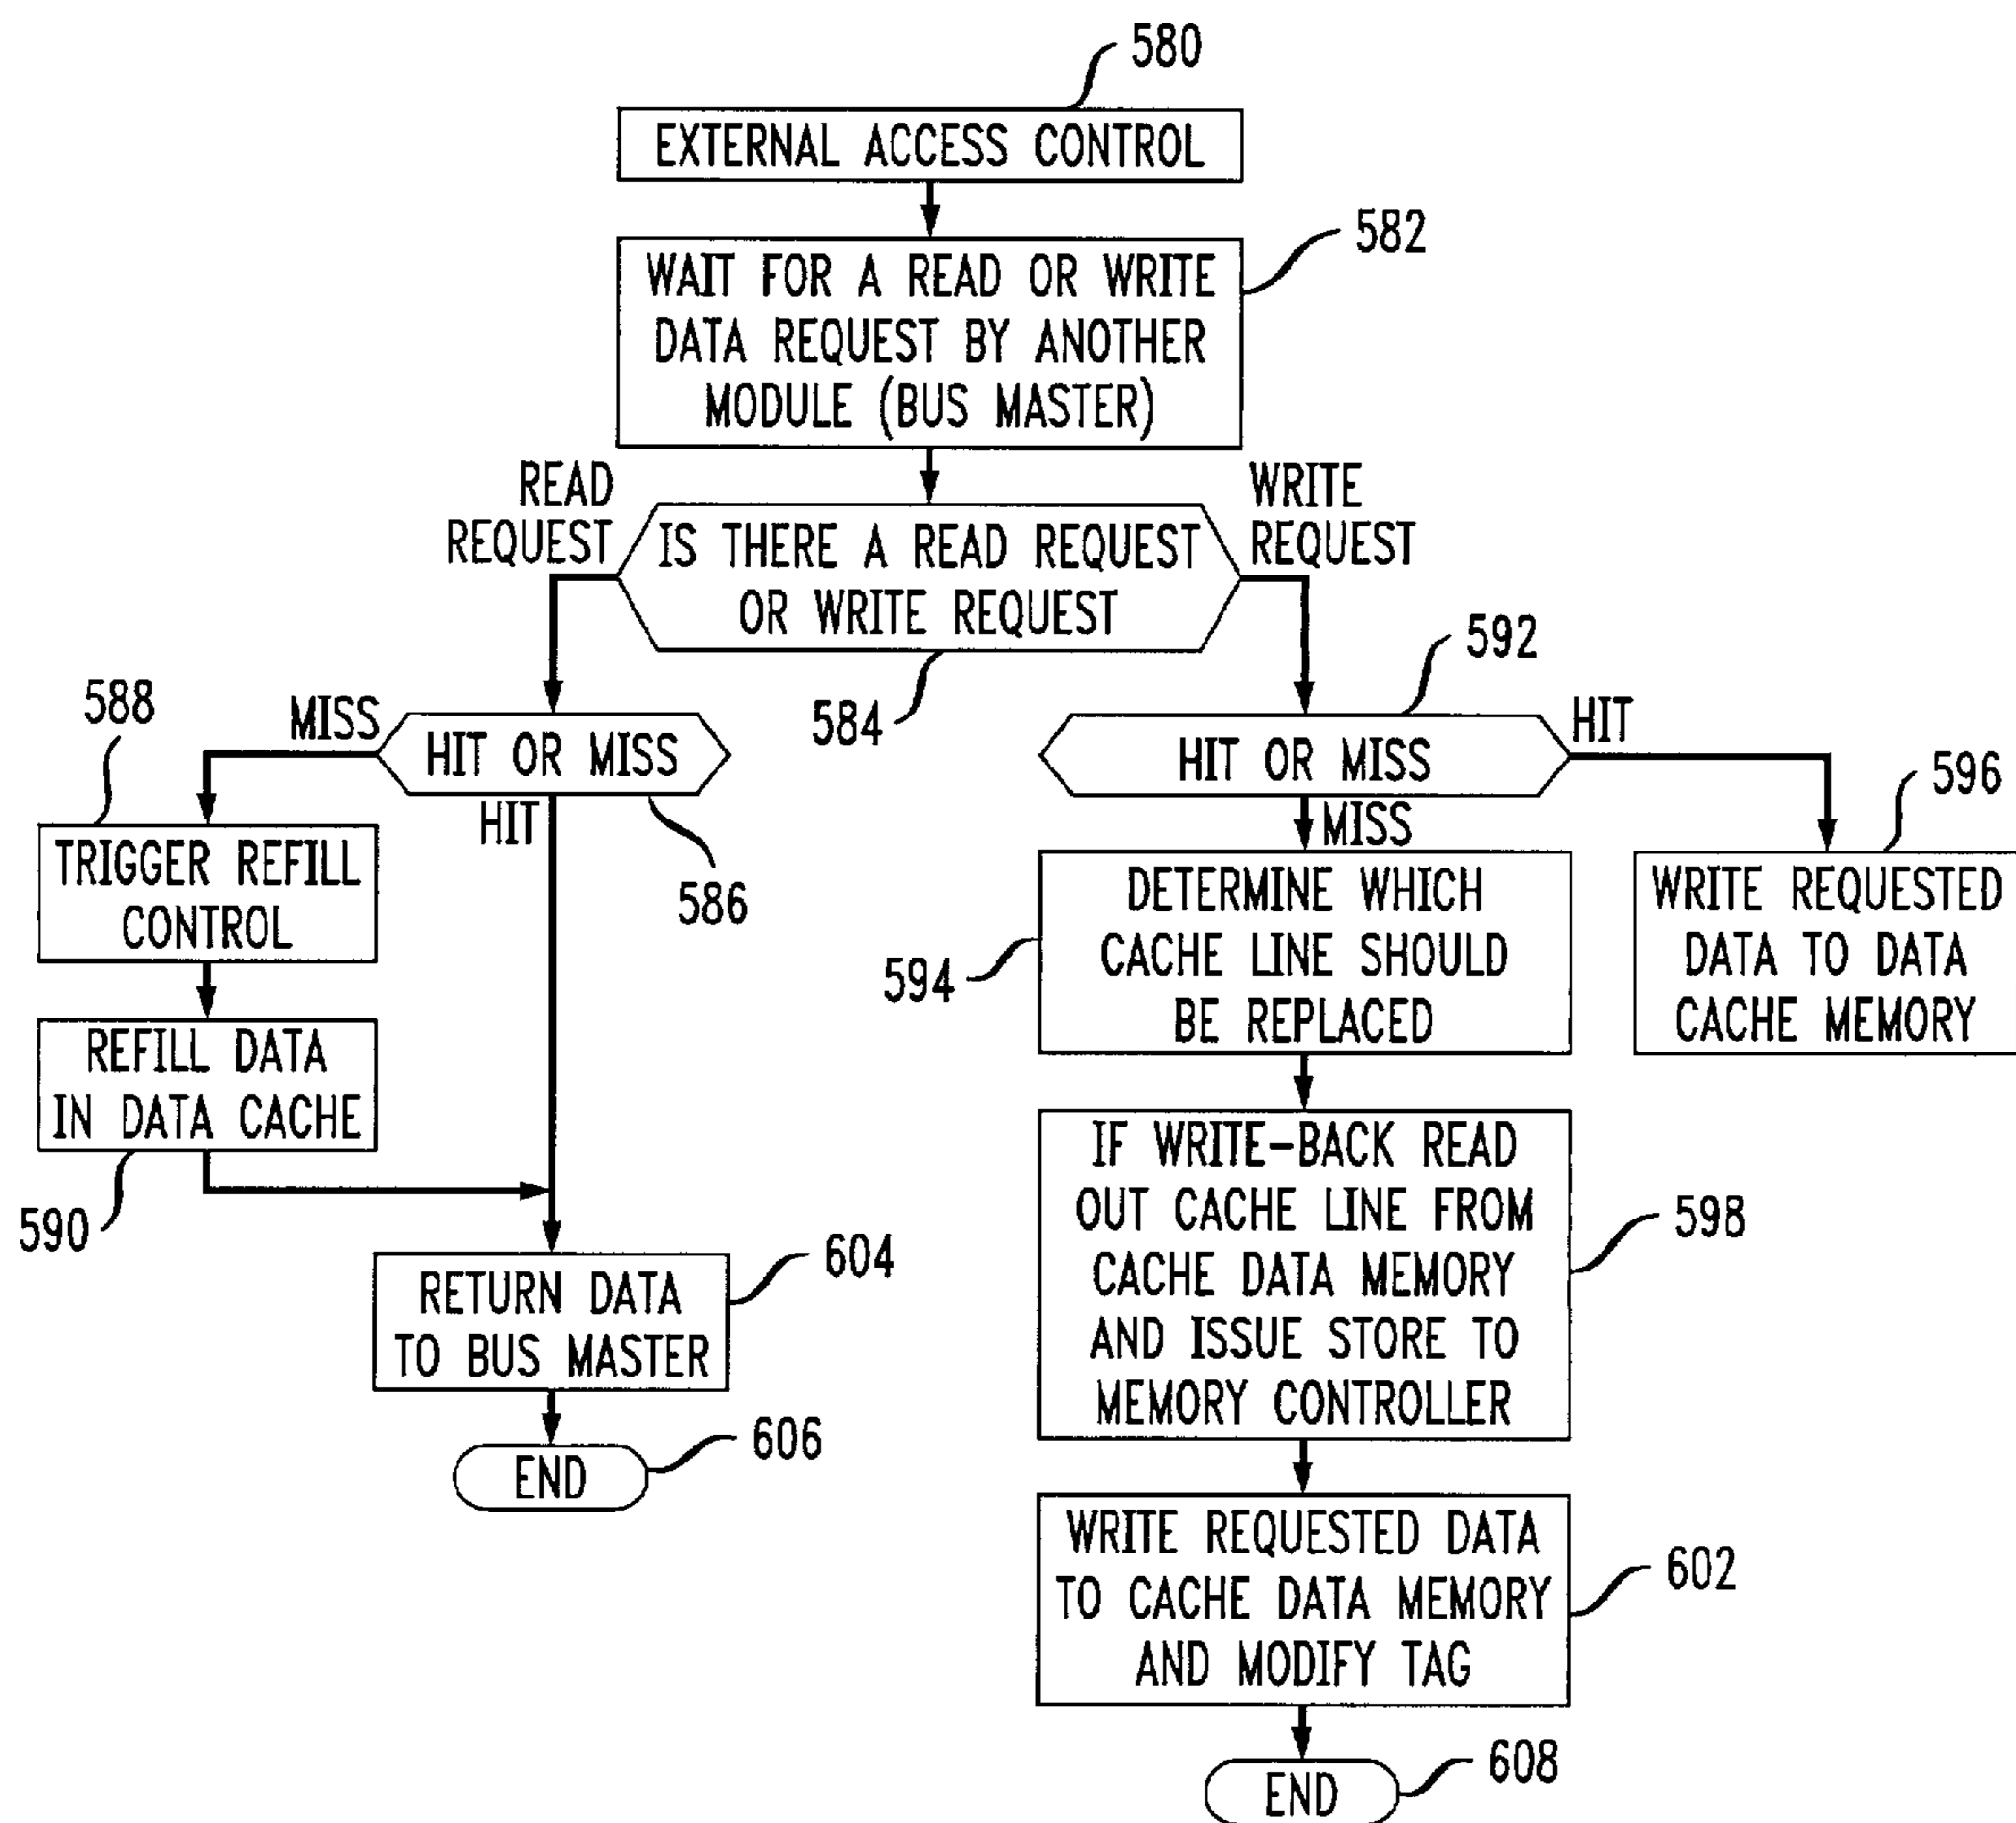 580
EXTERNAL ACCESS CONTROL
582
WAIT FOR A READ OR WRITE
DATA REQUEST BY ANOTHER
MODULE (BUS MASTER)
READ
REQUEST
WRITE
REQUEST
IS THERE A READ REQUEST
OR WRITE REQUEST
584
592
588
MISS
HIT OR MISS
HIT
586
HIT OR MISS
HIT
MISS
596
TRIGGER REFILL
CONTROL
REFILL DATA
IN DATA CACHE
590
604
RETURN DATA
TO BUS MASTER
606
END
DETERMINE WHICH
CACHE LINE SHOULD
BE REPLACED
594
WRITE REQUESTED
DATA TO DATA
CACHE MEMORY
IF WRITE-BACK READ
OUT CACHE LINE FROM
CACHE DATA MEMORY
AND ISSUE STORE TO
MEMORY CONTROLLER
598
WRITE REQUESTED DATA
TO CACHE DATA MEMORY
AND MODIFY TAG
602
END
608